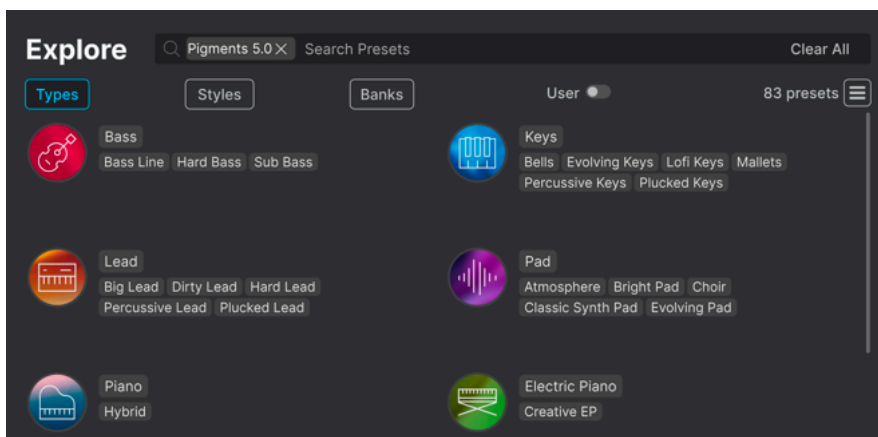 Explore Pigments 5.0 Search Presets Clear All
Types Styles Banks User 83 presets
Bass
Bass Line Hard Bass Sub Bass
Keys
Bells Evolving Keys Lofi Keys Mallets
Percussive Keys Plucked Keys
Lead
Big Lead Dirty Lead Hard Lead
Percussive Lead Plucked Lead
Pad
Atmosphere Bright Pad Choir
Classic Synth Pad Evolving Pad
Piano
Hybrid
Electric Piano
Creative EP